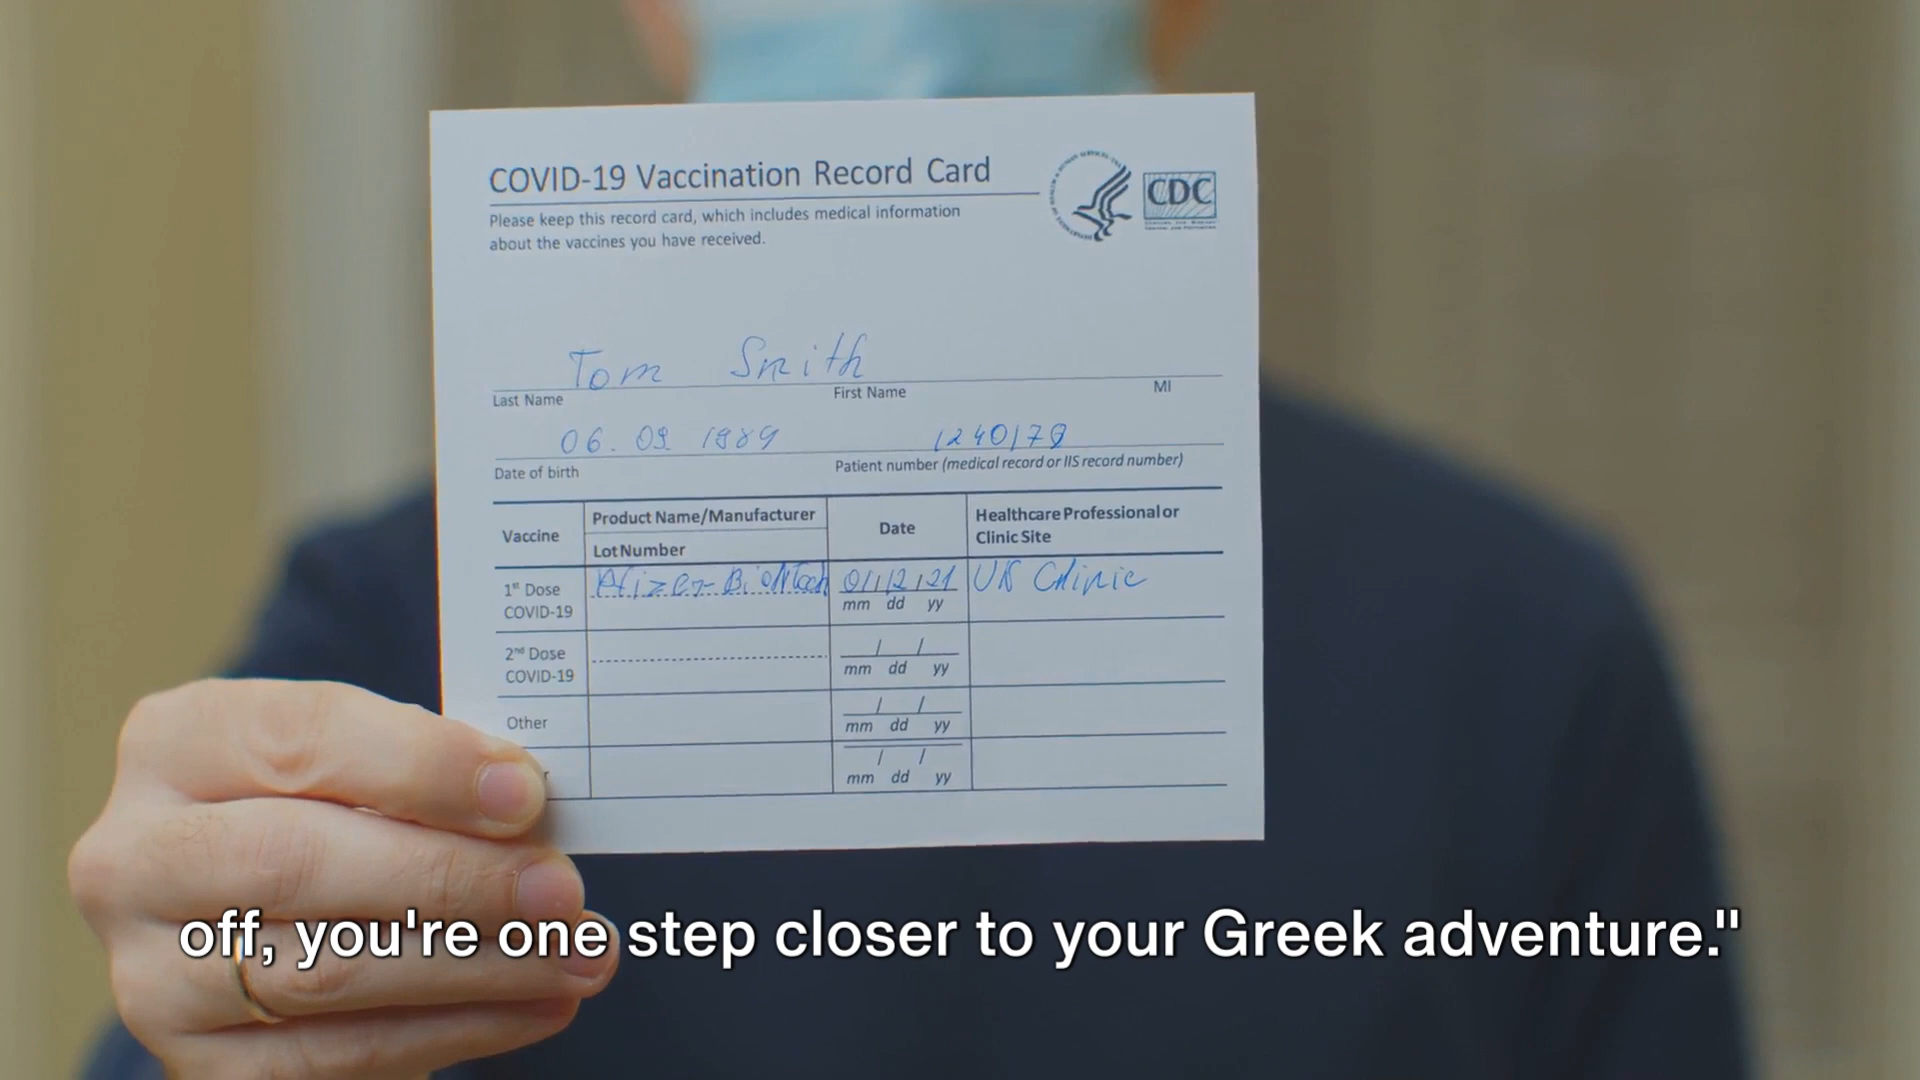 COVID-19 Vaccination Record Card
Please keep this record card, which includes medical information
about the vaccines you have received.
CDC
Tom Smith
Last Name First Name MI
06. 09 1989 1240178
Date of birth Patient number (medical record or IIS record number)
Vaccine
Product Name/Manufacturer
Lot Number
Date
Healthcare Professional or
Clinic Site
1st Dose
COVID-19
Pfizer-BioNTech
01/12/21
mm dd yy
Clinic
2nd Dose
COVID-19
/ /
mm dd yy
Other
/ /
mm dd yy
/ /
mm dd yy
off, you're one step closer to your Greek adventure."